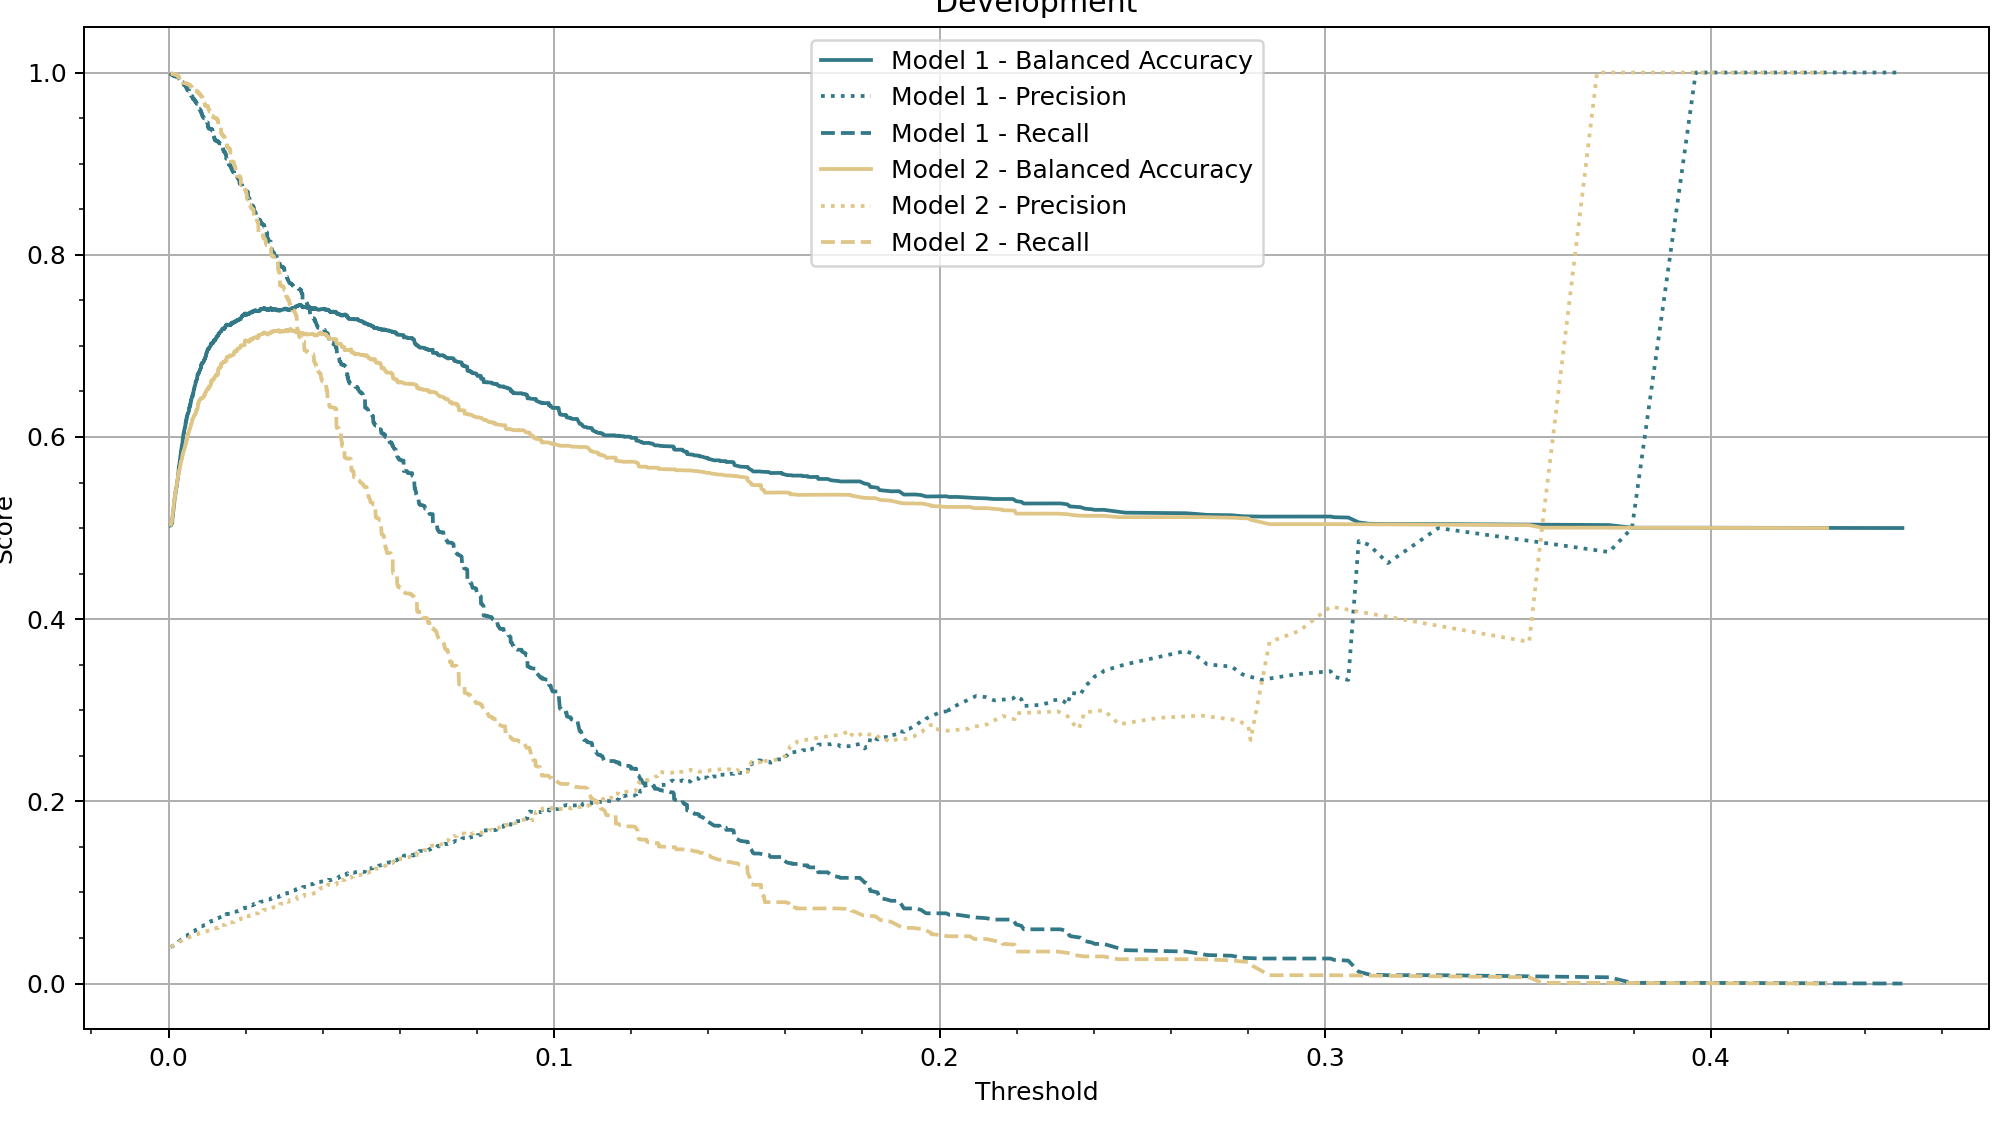 Development
Model 1 - Balanced Accuracy
Model 1 - Precision
Model 1 - Recall
Model 2 - Balanced Accuracy
Model 2 - Precision
Model 2 - Recall
1.0
0.8
0.6
0.4
0.2
0.0
Score
0.0 0.1 0.2 0.3 0.4
Threshold